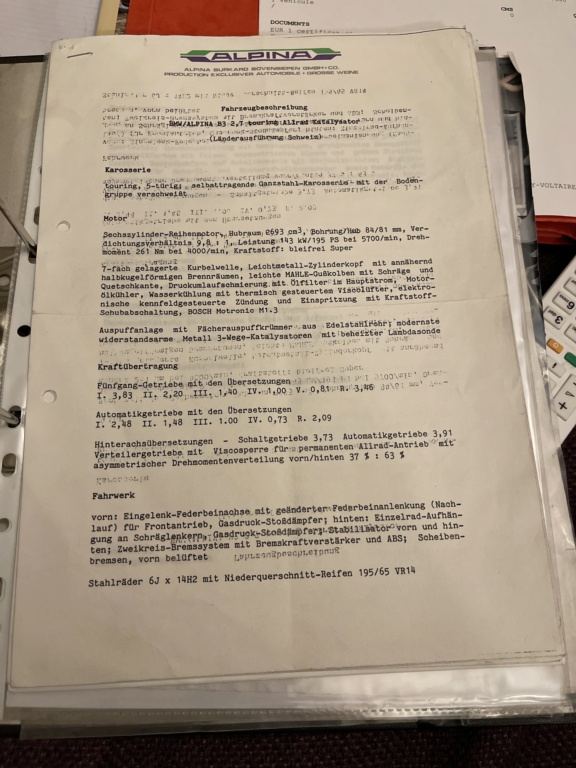 DOCUMENTS
ALPINA
ALPINA BURKARD BOVENSIEPEN GMBH+CO.
PRODUCTION EXCLUSIVER AUTOMOBILE • GROSSE WEINE
Fahrzeugbeschreibung
BMW/ALPINA B3 2,7 touring Allrad Katalysator
(Länderausführung Schweiz)
Karosserie
touring, 5-türig; selbsttragende Ganzstahl-Karosserie mit der Boden-
gruppe verschweißt
Motor
Sechszylinder-Reihenmotor, Hubraum 2693 cm3, Bohrung/Hub 84/81 mm, Ver-
dichtungsverhältnis 9,8 : 1, Leistung 143 kW/195 PS bei 5700/min, Dreh-
moment 261 Nm bei 4000/min, Kraftstoff: bleifrei Super
7-fach gelagerte Kurbelwelle, Leichtmetall-Zylinderkopf mit annähernd
halbkugelförmigen Brennräumen, leichte MAHLE-Gußkolben mit Schräge und
Quetschkante, Druckumlaufschmierung mit Ölfilter im Hauptstrom, Motor-
ölkühler, Wasserkühlung mit thermisch gesteuertem Viscolüfter, elektro-
nische kennfeldgesteuerte Zündung und Einspritzung mit Kraftstoff-
Schubabschaltung, BOSCH Motronic M1.3
Auspuffanlage mit Fächerauspuffkrümmer aus Edelstahlrohr; modernste
widerstandsarme Metall 3-Wege-Katalysatoren mit beheizter Lambdasonde
Kraftübertragung
Fünfgang-Getriebe mit den Übersetzungen
I. 3,83 II. 2,20 III. 1,40 IV. 1,00 V. 0,81 R. 3,46
Automatikgetriebe mit den Übersetzungen
I. 2,48 II. 1,48 III. 1.00 IV. 0,73 R. 2,09
Hinterachsübersetzungen - Schaltgetriebe 3,73 Automatikgetriebe 3,91
Verteilergetriebe mit Viscosperre für permanenten Allrad-Antrieb mit
asymmetrischer Drehmomentenverteilung vorn/hinten 37 % : 63 %
Fahrwerk
vorn: Eingelenk-Federbeinachse mit geänderter Federbeinanlenkung (Nach-
lauf) für Frontantrieb, Gasdruck-Stoßdämpfer; hinten: Einzelrad-Aufhän-
gung an Schräglenkern, Gasdruck-Stoßdämpfer; Stabilisator vorn und hin-
ten; Zweikreis-Bremssystem mit Bremskraftverstärker und ABS; Scheiben-
bremsen, vorn belüftet
Stahlräder 6J x 14H2 mit Niederquerschnitt-Reifen 195/65 VR14